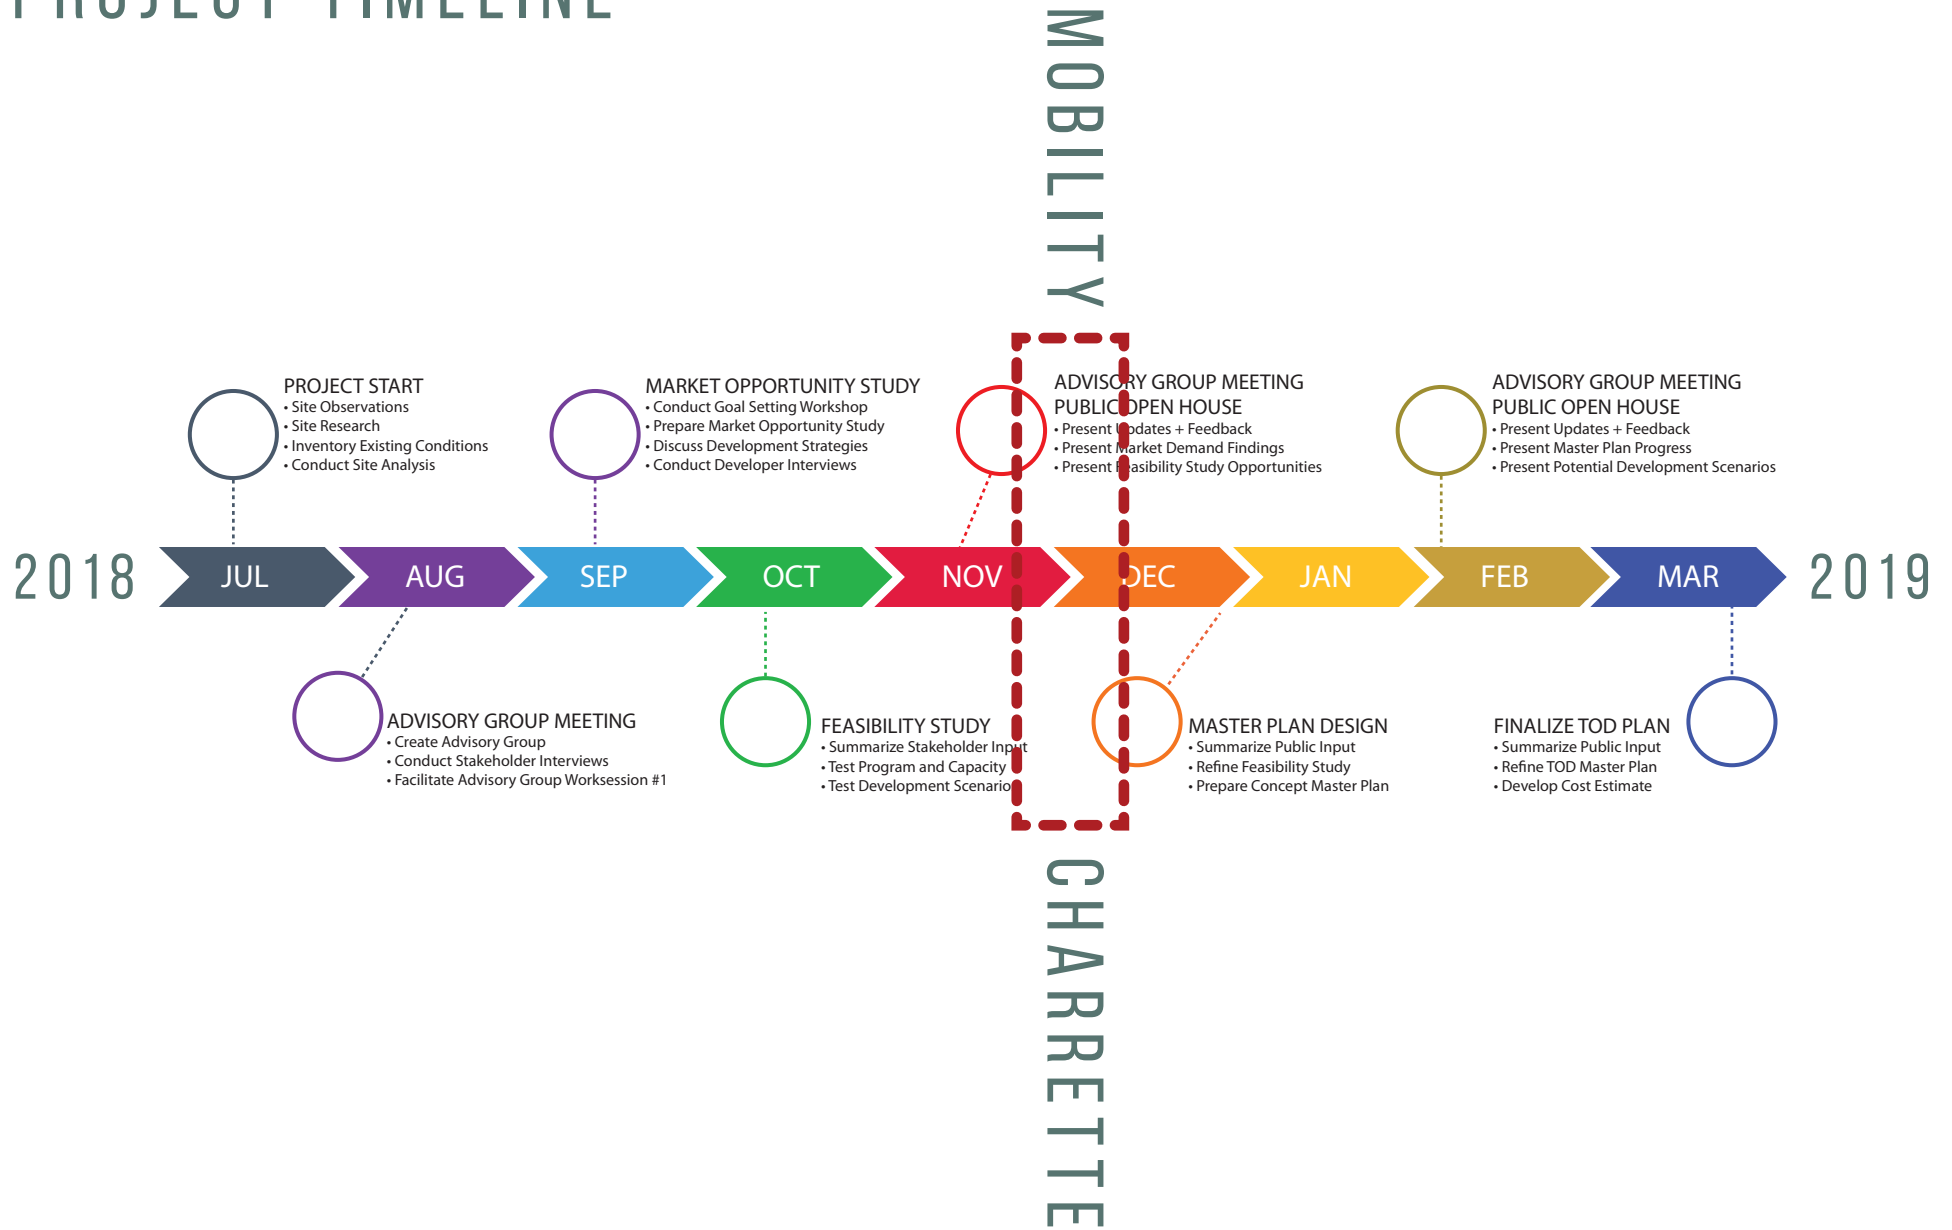 PROJECT TIMELINE
MOBILITY
PROJECT START
• Site Observations
• Site Research
• Inventory Existing Conditions
• Conduct Site Analysis
MARKET OPPORTUNITY STUDY
• Conduct Goal Setting Workshop
• Prepare Market Opportunity Study
• Discuss Development Strategies
• Conduct Developer Interviews
ADVISORY GROUP MEETING
PUBLIC OPEN HOUSE
• Present Updates + Feedback
• Present Market Demand Findings
• Present Feasibility Study Opportunities
ADVISORY GROUP MEETING
PUBLIC OPEN HOUSE
• Present Updates + Feedback
• Present Master Plan Progress
• Present Potential Development Scenarios
2018 JUL AUG SEP OCT NOV DEC JAN FEB MAR 2019
ADVISORY GROUP MEETING
• Create Advisory Group
• Conduct Stakeholder Interviews
• Facilitate Advisory Group Worksession #1
FEASIBILITY STUDY
• Summarize Stakeholder Input
• Test Program and Capacity
• Test Development Scenario
MASTER PLAN DESIGN
• Summarize Public Input
• Refine Feasibility Study
• Prepare Concept Master Plan
FINALIZE TOD PLAN
• Summarize Public Input
• Refine TOD Master Plan
• Develop Cost Estimate
CHARRETTE